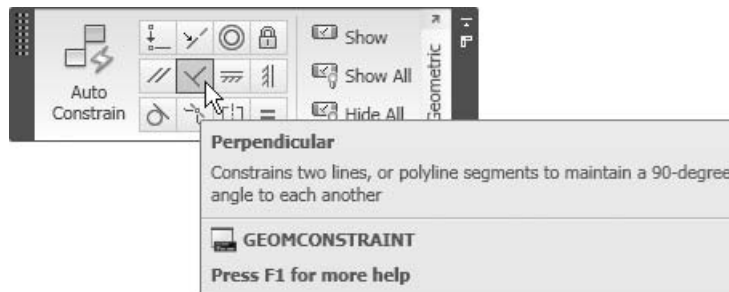 Auto
Constrain
Show
Show All
Hide All
Geometric
Perpendicular
Constrains two lines, or polyline segments to maintain a 90-degree
angle to each another
GEOMCONSTRAINT
Press F1 for more help